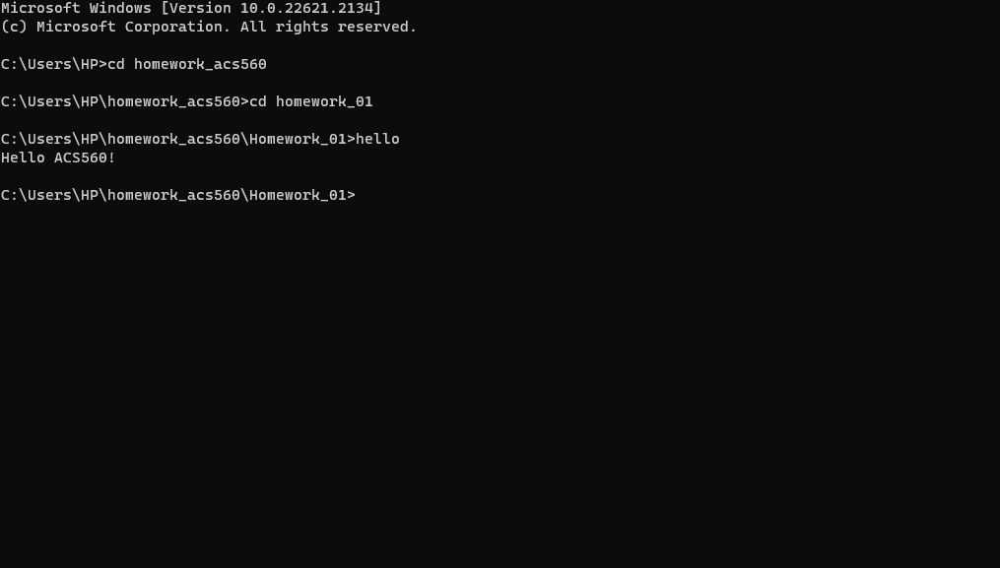 Microsoft Windows [Version 10.0.22621.2134]
(c) Microsoft Corporation. All rights reserved.
C:\Users\HP>cd homework_acs560
C:\Users\HP\homework_acs560>cd homework_01
C:\Users\HP\homework_acs560\Homework_01>hello
Hello ACS560!
C:\Users\HP\homework_acs560\Homework_01>